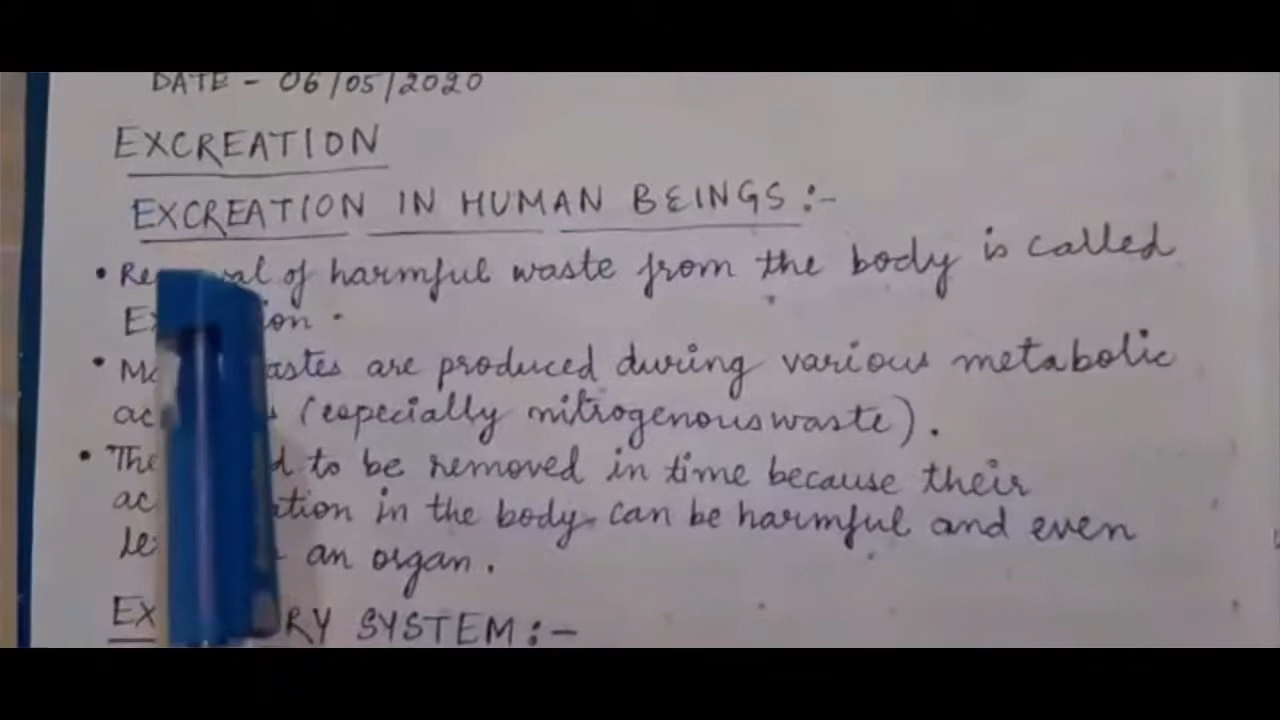 DATE - 06/05/2020
EXCREATION
EXCREATION IN HUMAN BEINGS :-
• of harmful waste from the body is called
.
• are produced during various metabolic
(especially nitrogenous waste).
• to be removed in time because their
in the body can be harmful and even
an organ.
SYSTEM :-